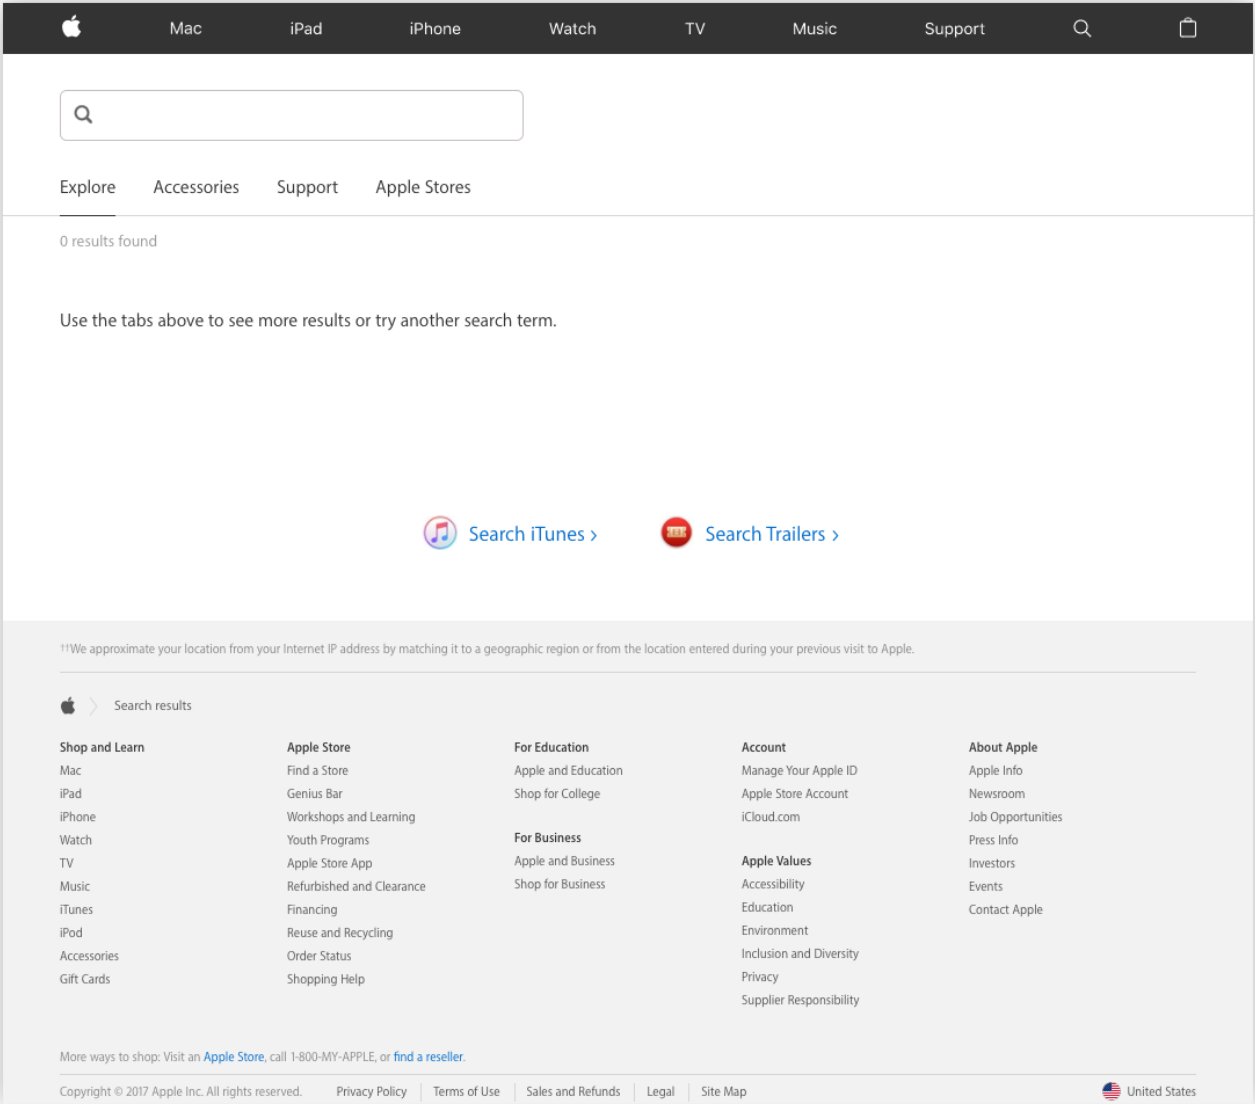 Mac iPad iPhone Watch TV Music Support
Explore Accessories Support Apple Stores
0 results found
Use the tabs above to see more results or try another search term.
Search iTunes › Search Trailers ›
††We approximate your location from your Internet IP address by matching it to a geographic region or from the location entered during your previous visit to Apple.
Search results
Shop and Learn
Mac
iPad
iPhone
Watch
TV
Music
iTunes
iPod
Accessories
Gift Cards
Apple Store
Find a Store
Genius Bar
Workshops and Learning
Youth Programs
Apple Store App
Refurbished and Clearance
Financing
Reuse and Recycling
Order Status
Shopping Help
For Education
Apple and Education
Shop for College
For Business
Apple and Business
Shop for Business
Account
Manage Your Apple ID
Apple Store Account
iCloud.com
Apple Values
Accessibility
Education
Environment
Inclusion and Diversity
Privacy
Supplier Responsibility
About Apple
Apple Info
Newsroom
Job Opportunities
Press Info
Investors
Events
Contact Apple
More ways to shop: Visit an Apple Store, call 1-800-MY-APPLE, or find a reseller.
Copyright © 2017 Apple Inc. All rights reserved. Privacy Policy Terms of Use Sales and Refunds Legal Site Map United States